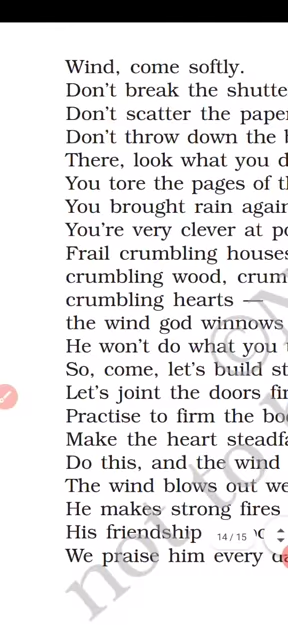 Wind, come softly.
Don't break the shutte
Don't scatter the paper
Don't throw down the b
There, look what you d
You tore the pages of th
You brought rain again
You're very clever at po
Frail crumbling houses
crumbling wood, crum
crumbling hearts —
the wind god winnows
He won't do what you t
So, come, let's build st
Let's joint the doors fir
Practise to firm the bo
Make the heart steadfa
Do this, and the wind
The wind blows out we
He makes strong fires
His friendship
14/15
We praise him every da
not to
©